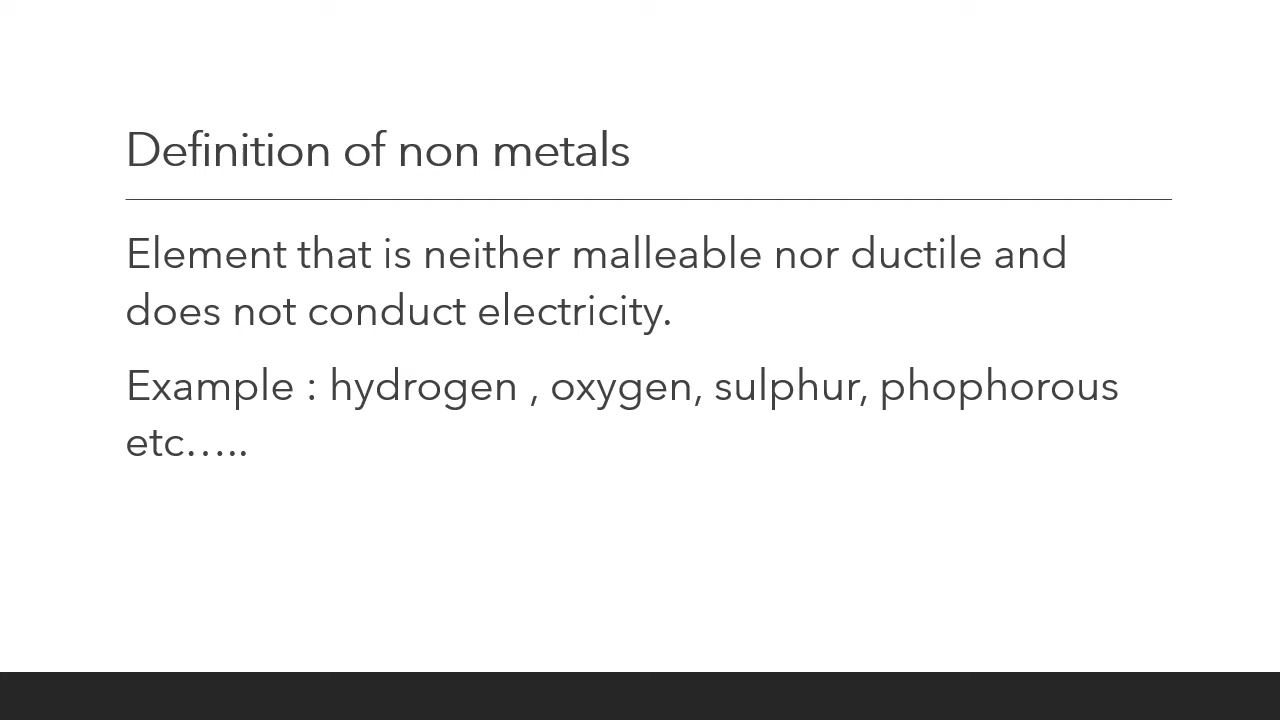 Definition of non metals
Element that is neither malleable nor ductile and
does not conduct electricity.
Example : hydrogen , oxygen, sulphur, phophorous
etc…..